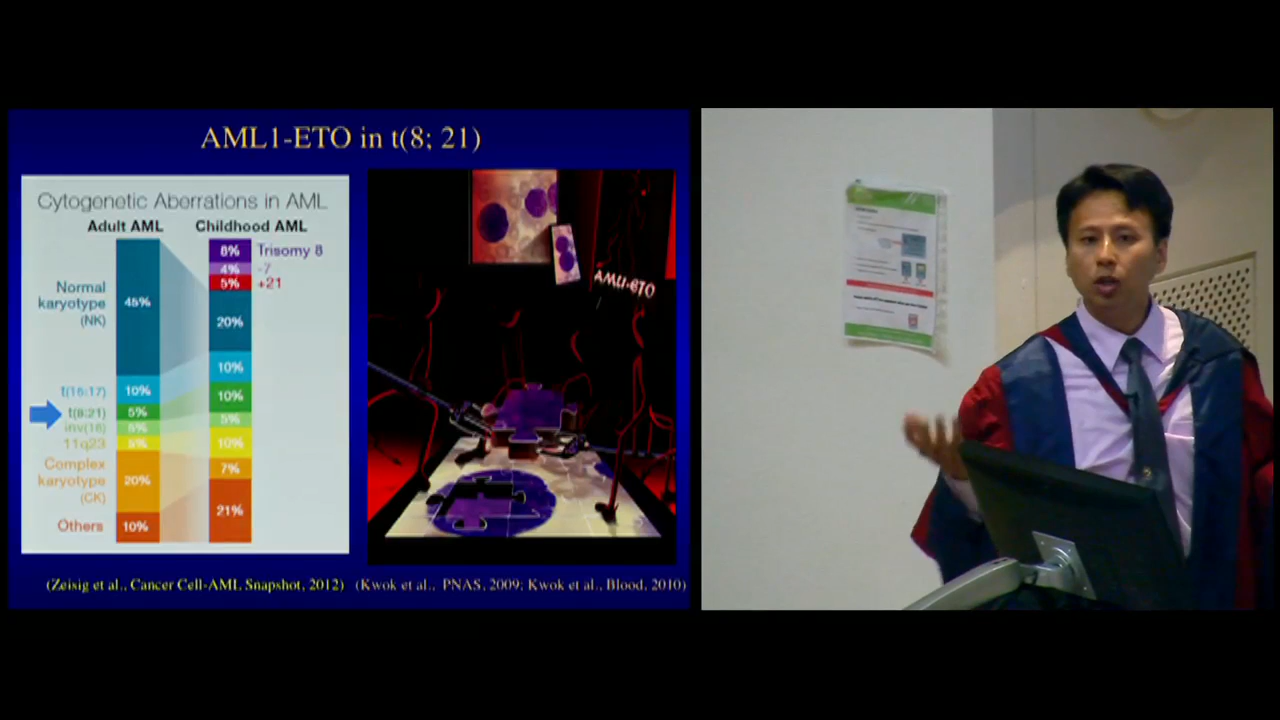 AML1-ETO in t(8; 21)
Cytogenetic Aberrations in AML
Adult AML Childhood AML
6% Trisomy 8
4% -7
5% +21
Normal
karyotype
(NK)
45%
20%
10%
t(15:17) 10%
10%
t(8:21) 5%
5%
inv(16) 5%
11q23 5% 10%
Complex
karyotype
(CK)
20%
7%
21%
Others 10%
AML1-ETO
(Zeisig et al., Cancer Cell-AML Snapshot, 2012) (Kwok et al., PNAS, 2009; Kwok et al., Blood, 2010)